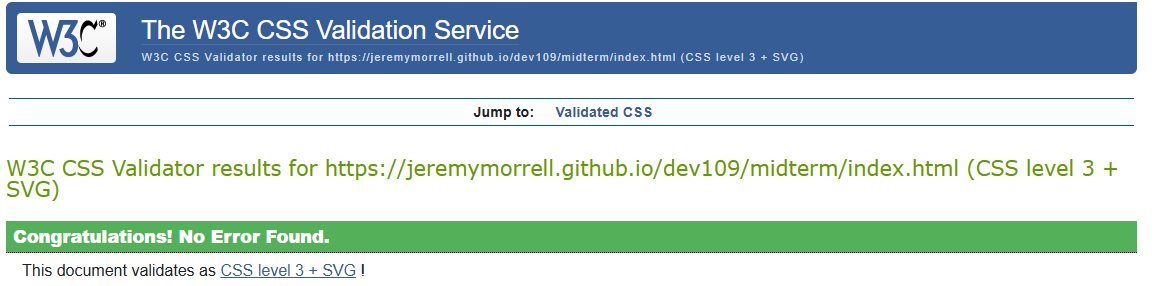 W3C®
The W3C CSS Validation Service
W3C CSS Validator results for https://jeremymorrell.github.io/dev109/midterm/index.html (CSS level 3 + SVG)
Jump to: Validated CSS
W3C CSS Validator results for https://jeremymorrell.github.io/dev109/midterm/index.html (CSS level 3 +
SVG)
Congratulations! No Error Found.
This document validates as CSS level 3 + SVG !